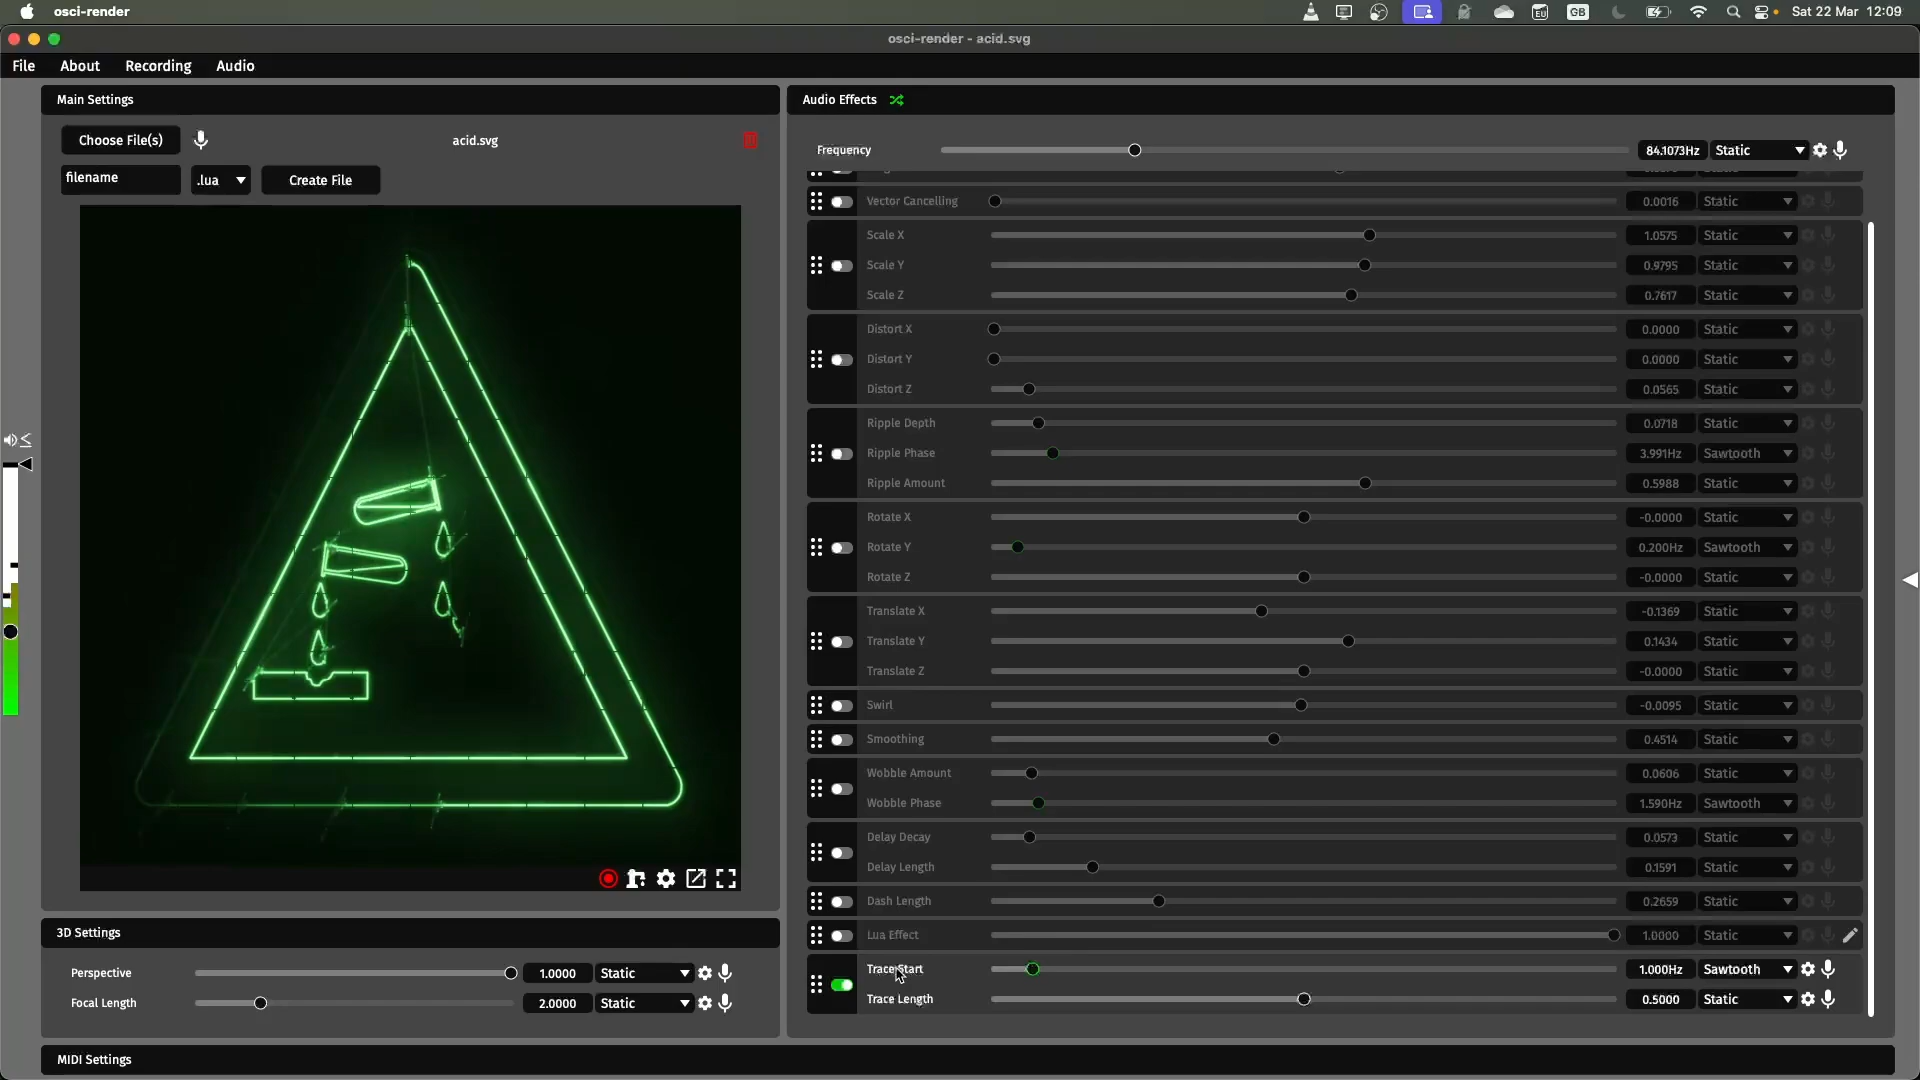 osci-render
EU
GB
Sat 22 Mar 12:09
osci-render - acid.svg
File About Recording Audio
Main Settings
Choose File(s)
acid.svg
filename
.lua
Create File
Audio Effects
Frequency 84.1073Hz Static
Vector Cancelling 0.0016 Static
Scale X 1.0575 Static
Scale Y 0.9795 Static
Scale Z 0.7617 Static
Distort X 0.0000 Static
Distort Y 0.0000 Static
Distort Z 0.0565 Static
Ripple Depth 0.0718 Static
Ripple Phase 3.991Hz Sawtooth
Ripple Amount 0.5988 Static
Rotate X -0.0000 Static
Rotate Y 0.200Hz Sawtooth
Rotate Z -0.0000 Static
Translate X -0.1369 Static
Translate Y 0.1434 Static
Translate Z -0.0000 Static
Swirl -0.0095 Static
Smoothing 0.4514 Static
Wobble Amount 0.0606 Static
Wobble Phase 1.590Hz Sawtooth
Delay Decay 0.0573 Static
Delay Length 0.1591 Static
Dash Length 0.2659 Static
Lua Effect 1.0000 Static
Trace Start 1.000Hz Sawtooth
Trace Length 0.5000 Static
3D Settings
Perspective 1.0000 Static
Focal Length 2.0000 Static
MIDI Settings